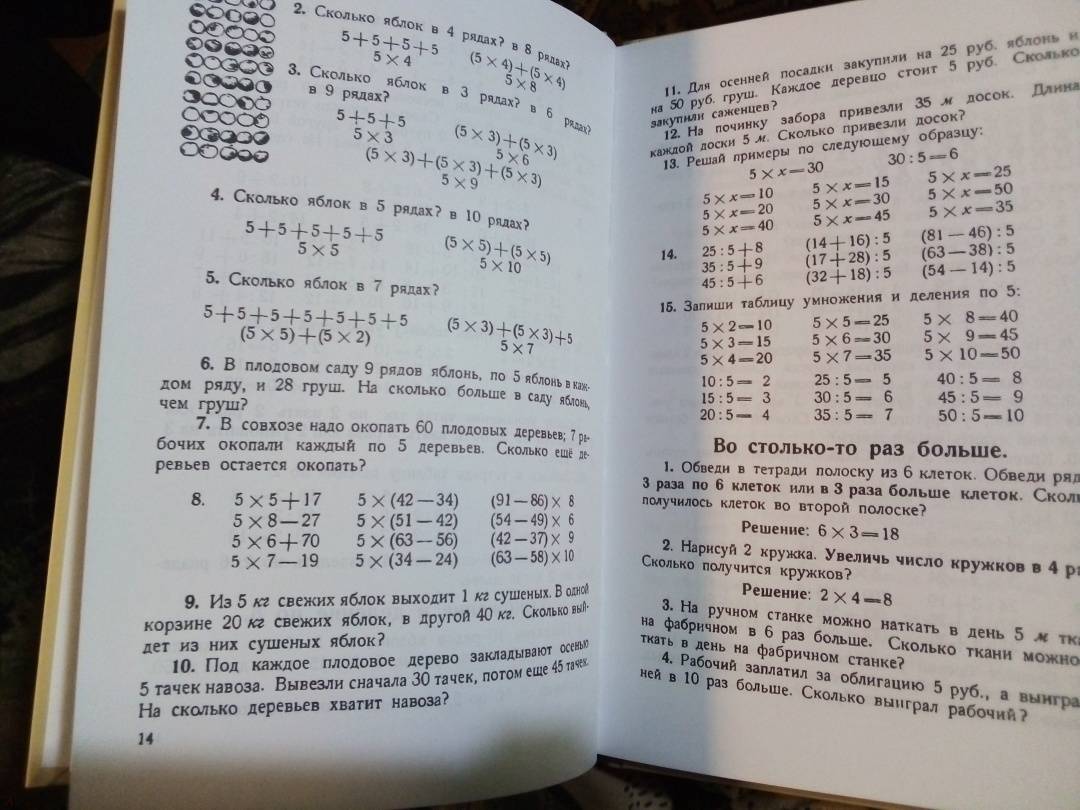 2. Сколько яблок в 4 рядах? в 8 рядах?
5+5+5+5 (5×4)+(5×4)
5×4 5×8
3. Сколько яблок в 3 рядах? в 6 рядах?
в 9 рядах?
5+5+5 (5×3)+(5×3)
5×3 5×6
(5×3)+(5×3)+(5×3)
5×9
4. Сколько яблок в 5 рядах? в 10 рядах?
5+5+5+5+5 (5×5)+(5×5)
5×5 5×10
5. Сколько яблок в 7 рядах?
5+5+5+5+5+5+5 (5×3)+(5×3)+5
(5×5)+(5×2) 5×7
6. В плодовом саду 9 рядов яблонь, по 5 яблонь в каж-
дом ряду, и 28 груш. На сколько больше в саду яблонь,
чем груш?
7. В совхозе надо окопать 60 плодовых деревьев; 7 ра-
бочих окопали каждый по 5 деревьев. Сколько ещё де-
ревьев остается окопать?
8. 5×5+17 5×(42—34) (91—86)×8
5×8—27 5×(51—42) (54—49)×6
5×6+70 5×(63—56) (42—37)×9
5×7—19 5×(34—24) (63—58)×10
9. Из 5 кг свежих яблок выходит 1 кг сушеных. В одной
корзине 20 кг свежих яблок, в другой 40 кг. Сколько вый-
дет из них сушеных яблок?
10. Под каждое плодовое дерево закладывают осенью
5 тачек навоза. Вывезли сначала 30 тачек, потом еще 45 тачек.
На сколько деревьев хватит навоза?
14
11. Для осенней посадки закупили на 25 руб. яблонь и
на 50 руб. груш. Каждое деревцо стоит 5 руб. Сколько
закупили саженцев?
12. На починку забора привезли 35 м досок. Длина
каждой доски 5 м. Сколько привезли досок?
13. Решай примеры по следующему образцу:
5×x=30 30:5=6
5×x=10 5×x=15 5×x=25
5×x=20 5×x=30 5×x=50
5×x=40 5×x=45 5×x=35
14. 25:5+8 (14+16):5 (81—46):5
35:5+9 (17+28):5 (63—38):5
45:5+6 (32+18):5 (54—14):5
15. Запиши таблицу умножения и деления по 5:
5×2=10 5×5=25 5× 8=40
5×3=15 5×6=30 5× 9=45
5×4=20 5×7=35 5×10=50
10:5= 2 25:5= 5 40:5= 8
15:5= 3 30:5= 6 45:5= 9
20:5= 4 35:5= 7 50:5=10
Во столько-то раз больше.
1. Обведи в тетради полоску из 6 клеток. Обведи ряд
3 раза по 6 клеток или в 3 раза больше клеток. Скол
получилось клеток во второй полоске?
Решение: 6×3=18
2. Нарисуй 2 кружка. Увеличь число кружков в 4 ра
Сколько получится кружков?
Решение: 2×4=8
3. На ручном станке можно наткать в день 5 м тка
на фабричном в 6 раз больше. Сколько ткани можно
ткать в день на фабричном станке?
4. Рабочий заплатил за облигацию 5 руб., а выигра
ней в 10 раз больше. Сколько выиграл рабочий?